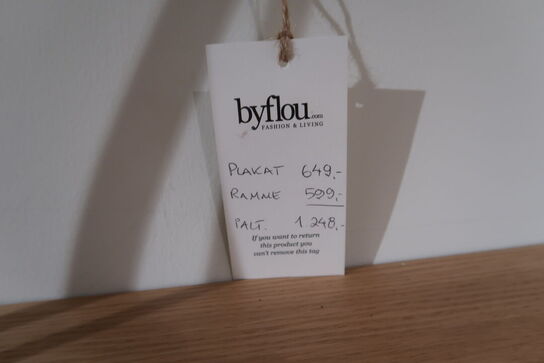 byflou.com
FASHION & LIVING
PLAKAT 649,-
RAMME 599,-
IALT. 1.248,-
If you want to return
this product you
can't remove this tag